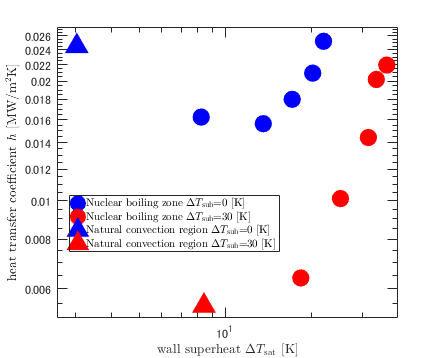 0.026
0.024
0.022
0.02
0.018
0.016
0.014
0.012
0.01
0.008
0.006
heat transfer coefficient h [MW/m²K]
Nuclear boiling zone ΔTsub=0 [K]
Nuclear boiling zone ΔTsub=30 [K]
Natural convection region ΔTsub=0 [K]
Natural convection region ΔTsub=30 [K]
10¹
wall superheat ΔTsat [K]